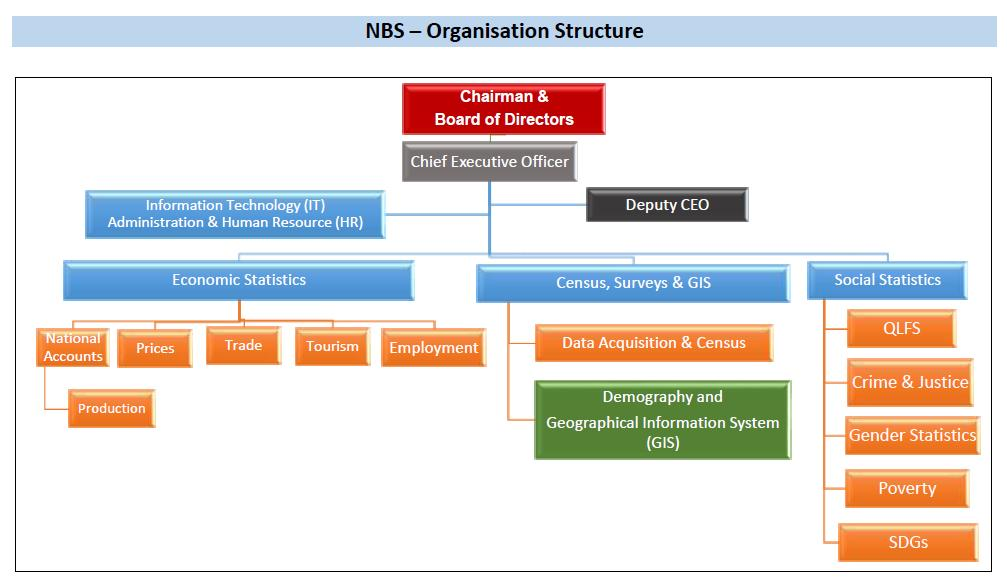 NBS – Organisation Structure
Chairman &
Board of Directors
Chief Executive Officer
Information Technology (IT)
Administration & Human Resource (HR)
Deputy CEO
Economic Statistics
Census, Surveys & GIS
Social Statistics
National
Accounts
Prices
Trade
Tourism
Employment
Production
Data Acquisition & Census
Demography and
Geographical Information System
(GIS)
QLFS
Crime & Justice
Gender Statistics
Poverty
SDGs